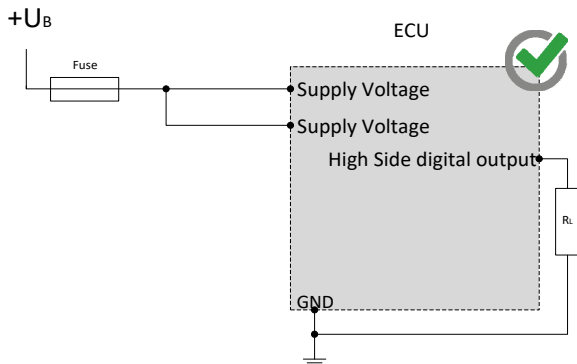 +UB
ECU
Fuse
Supply Voltage
Supply Voltage
High Side digital output
RL
GND